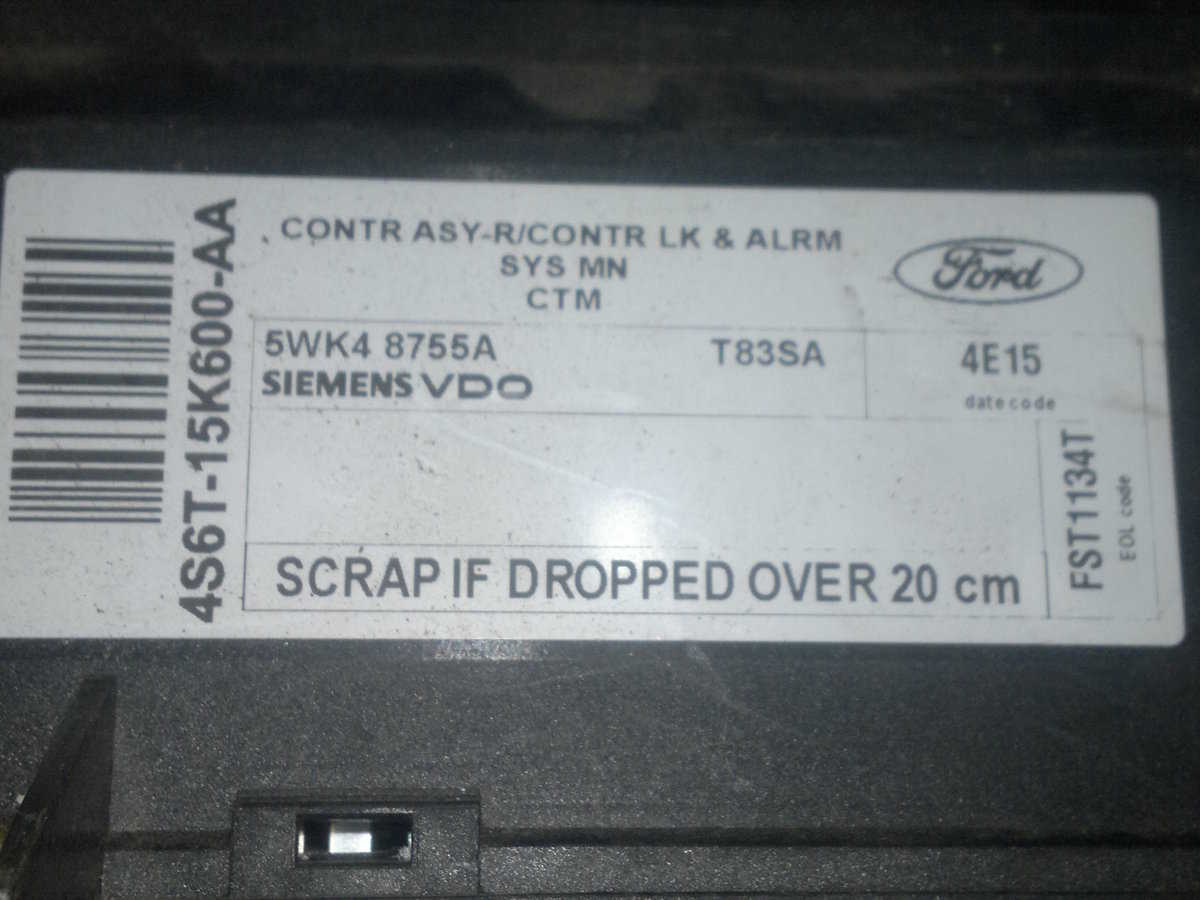 4S6T-15K600-AA
CONTR ASY-R/CONTR LK & ALRM
SYS MN
CTM
Ford
5WK4 8755A
T83SA
SIEMENS VDO
4E15
date code
FST1134T
EOL code
SCRAP IF DROPPED OVER 20 cm